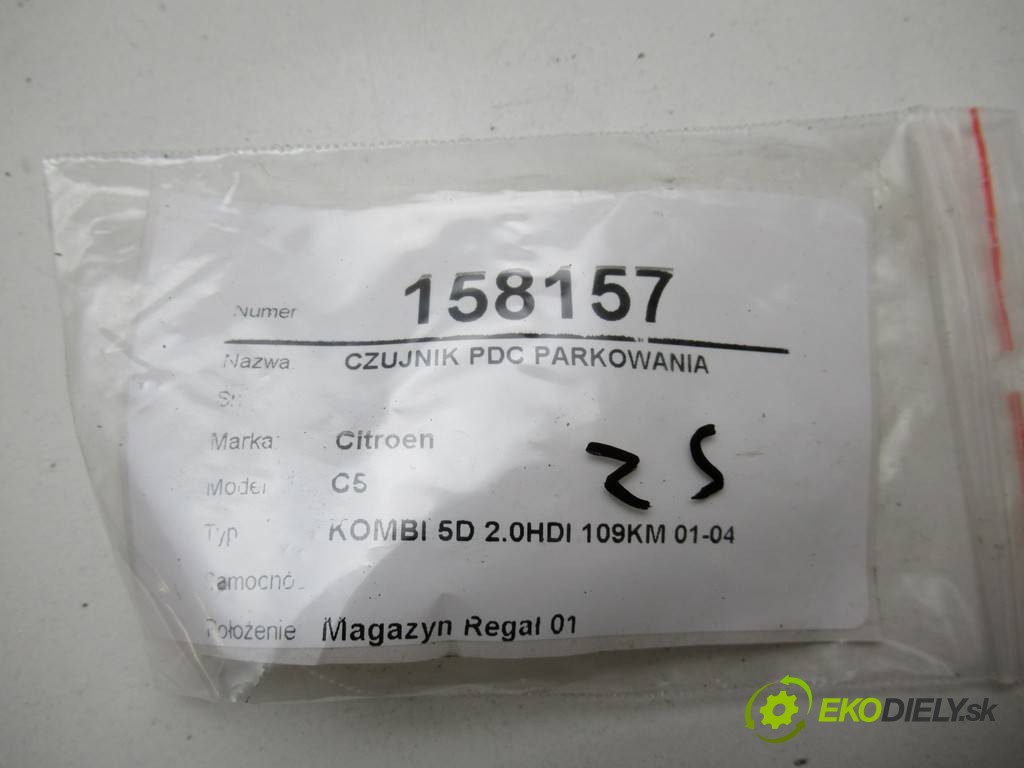 Numer 158157
Nazwa CZUJNIK PDC PARKOWANIA
Marka Citroen
Model C5
Typ KOMBI 5D 2.0HDI 109KM 01-04
Położenie Magazyn Regał 01
ZS
EKODIELY.sk